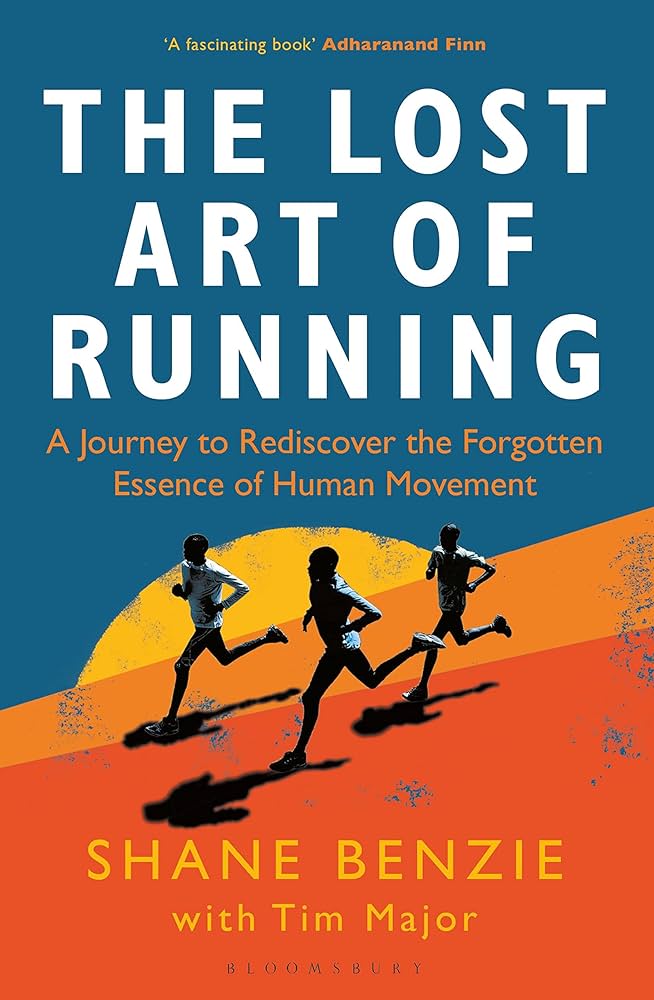 ‘A fascinating book’ Adharanand Finn
THE LOST
ART OF
RUNNING
A Journey to Rediscover the Forgotten
Essence of Human Movement
SHANE BENZIE
with Tim Major
BLOOMSBURY